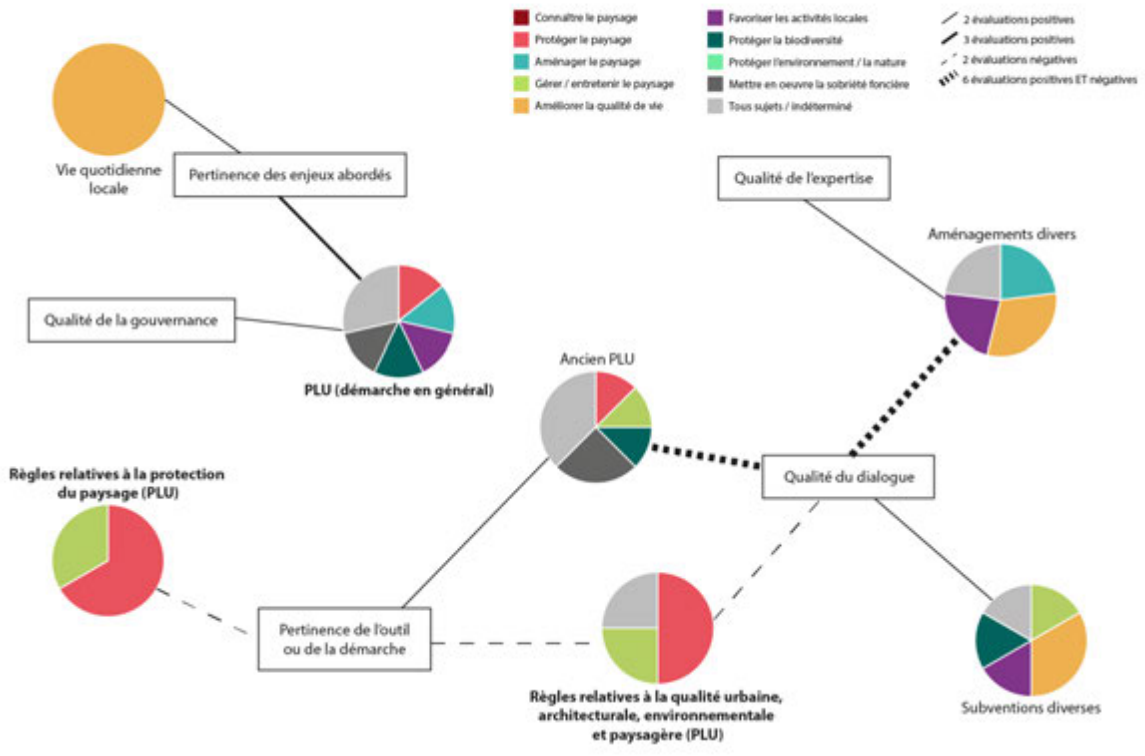 Connaître le paysage
Protéger le paysage
Aménager le paysage
Gérer / entretenir le paysage
Améliorer la qualité de vie
Favoriser les activités locales
Protéger la biodiversité
Protéger l'environnement / la nature
Mettre en oeuvre la sobriété foncière
Tous sujets / indéterminé
2 évaluations positives
3 évaluations positives
2 évaluations négatives
6 évaluations positives ET négatives
Vie quotidienne
locale
Pertinence des enjeux abordés
Qualité de l'expertise
Aménagements divers
Qualité de la gouvernance
PLU (démarche en général)
Ancien PLU
Règles relatives à la protection
du paysage (PLU)
Qualité du dialogue
Pertinence de l'outil
ou de la démarche
Règles relatives à la qualité urbaine,
architecturale, environnementale
et paysagère (PLU)
Subventions diverses